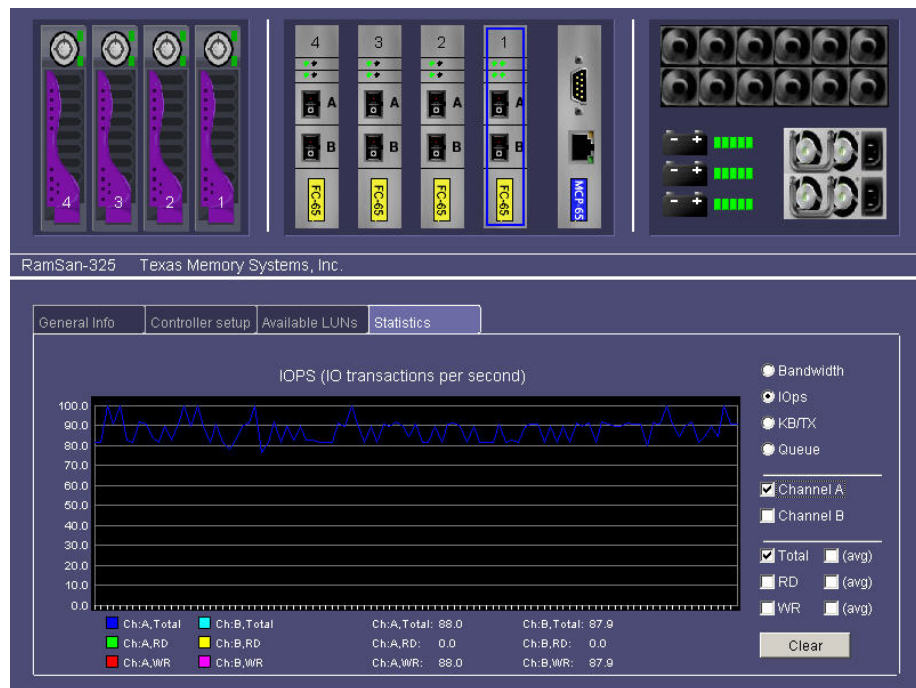 4 3 2 1
4 3 2 1
A A A A
B B B B
FC-65 FC-65 FC-65 FC-65 MCP-65
- +
- +
- +
RamSan-325 Texas Memory Systems, Inc.
General Info Controller setup Available LUNs Statistics
IOPS (IO transactions per second)
100.0
90.0
80.0
70.0
60.0
50.0
40.0
30.0
20.0
10.0
0.0
Ch:A,Total Ch:B,Total Ch:A,Total: 88.0 Ch:B,Total: 87.9
Ch:A,RD Ch:B,RD Ch:A,RD: 0.0 Ch:B,RD: 0.0
Ch:A,WR Ch:B,WR Ch:A,WR: 88.0 Ch:B,WR: 87.9
Bandwidth
IOps
KB/TX
Queue
Channel A
Channel B
Total (avg)
RD (avg)
WR (avg)
Clear